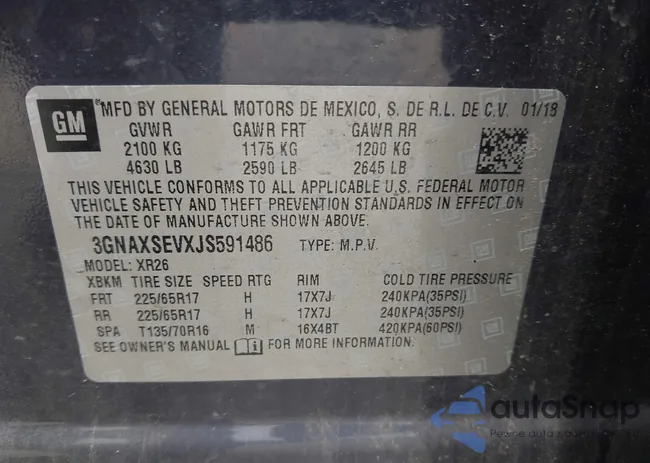 GM
*MFD BY GENERAL MOTORS DE MEXICO, S. DE R.L. DE C.V. 01/18
GVWR GAWR FRT GAWR RR
2100 KG 1175 KG 1200 KG
4630 LB 2590 LB 2645 LB
THIS VEHICLE CONFORMS TO ALL APPLICABLE U.S. FEDERAL MOTOR
VEHICLE SAFETY AND THEFT PREVENTION STANDARDS IN EFFECT ON
THE DATE OF MANUFACTURE SHOWN ABOVE.
3GNAXSEVXJS591486 TYPE: M.P.V.
MODEL: XR26
XBKM TIRE SIZE SPEED RTG RIM COLD TIRE PRESSURE
FRT 225/65R17 H 17X7J 240KPA(35PSI)
RR 225/65R17 H 17X7J 240KPA(35PSI)
SPA T135/70R16 M 16X4BT 420KPA(60PSI)
SEE OWNER'S MANUAL i FOR MORE INFORMATION.
autoSnap
Pewne auta z